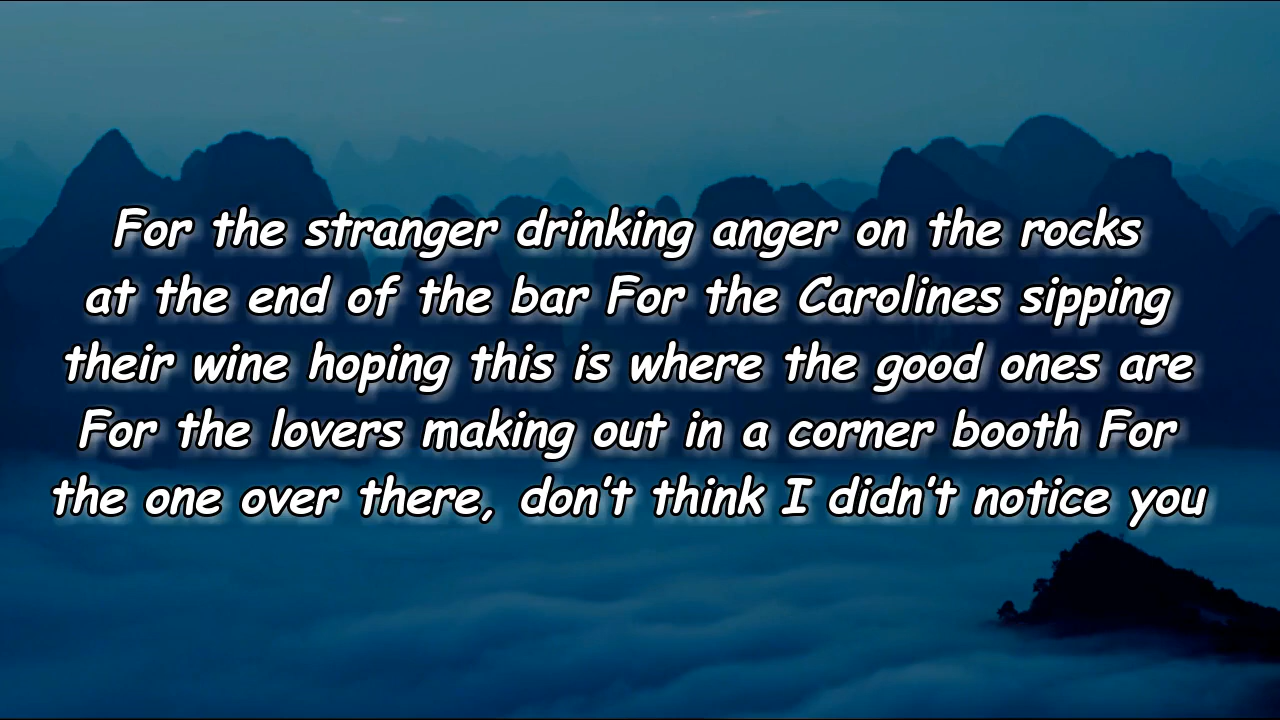 For the stranger drinking anger on the rocks
at the end of the bar For the Carolines sipping
their wine hoping this is where the good ones are
For the lovers making out in a corner booth For
the one over there, don't think I didn't notice you